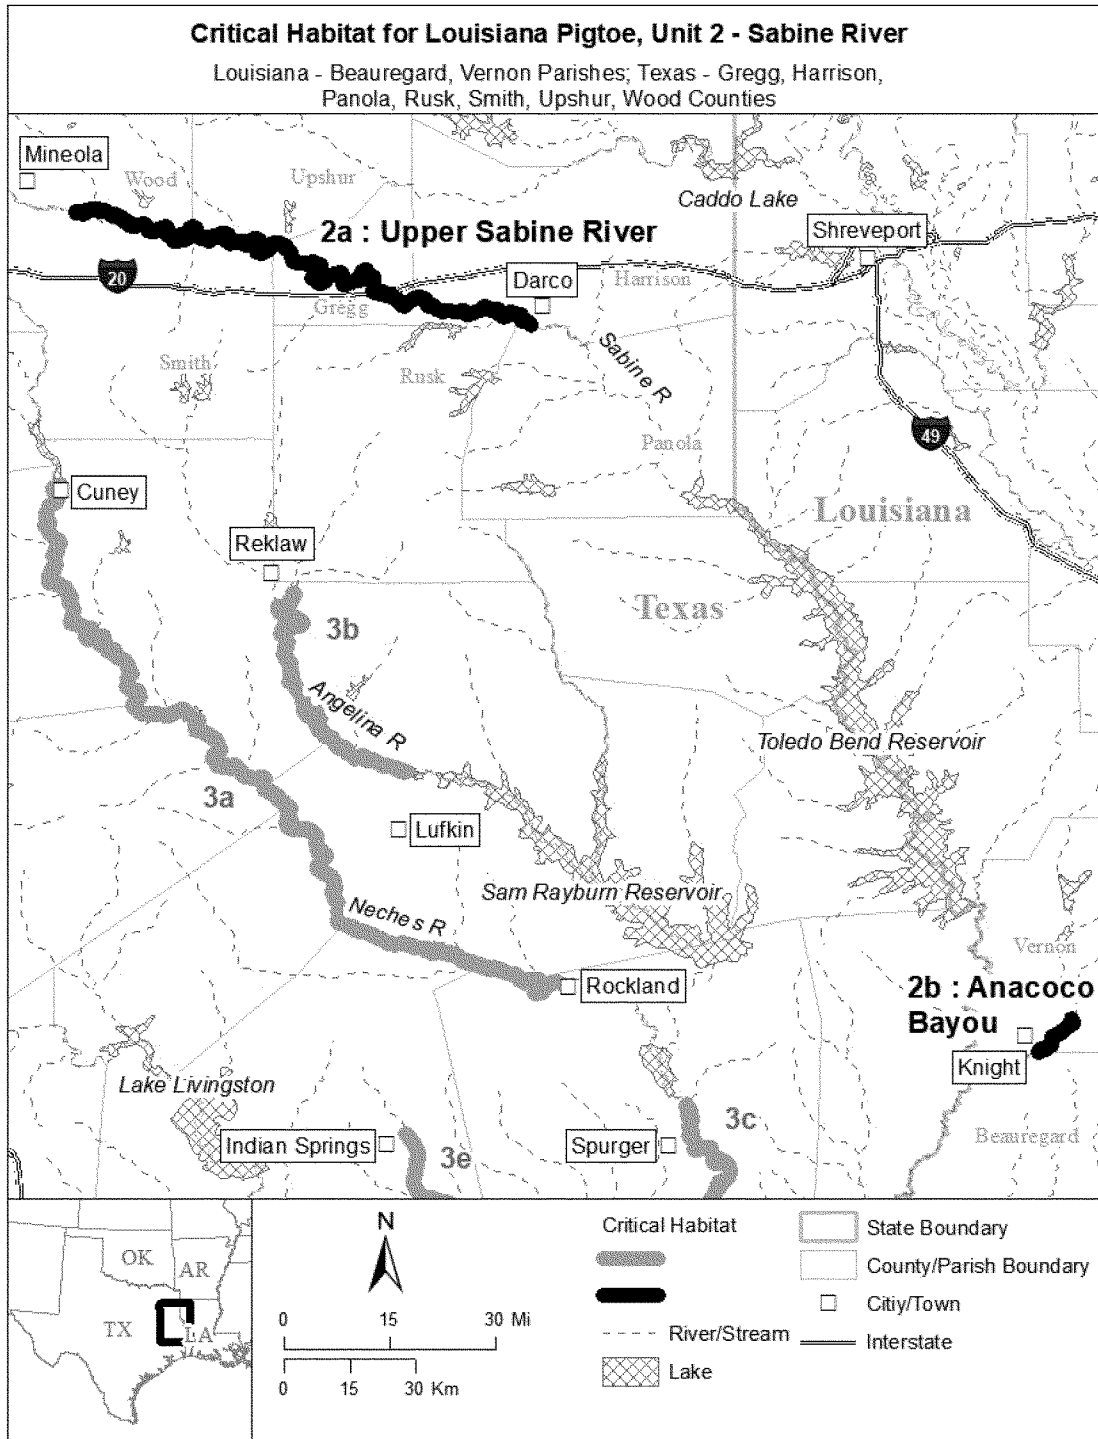 Critical Habitat for Louisiana Pigtoe, Unit 2 - Sabine River
Louisiana - Beauregard, Vernon Parishes; Texas - Gregg, Harrison,
Panola, Rusk, Smith, Upshur, Wood Counties
Mineola
Wood
Upshur
Caddo Lake
2a : Upper Sabine River
Shreveport
20
Darco
Harrison
Gregg
Smith
Rusk
Sabine R
Panola
49
Cuney
Louisiana
Reklaw
Texas
3b
Angelina R
Toledo Bend Reservoir
3a
Lufkin
Sam Rayburn Reservoir
Neches R
Vernon
Rockland
2b : Anacoco
Bayou
Knight
Lake Livingston
Beauregard
Indian Springs
3e
Spurger
3c
OK
AR
TX
LA
N
0 15 30 Mi
0 15 30 Km
Critical Habitat
River/Stream
Lake
State Boundary
County/Parish Boundary
Citiy/Town
Interstate